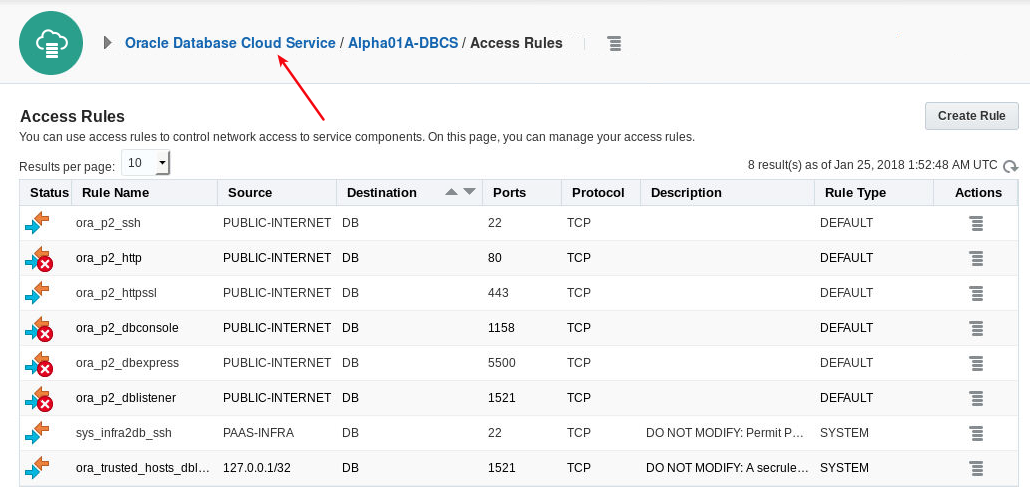 Oracle Database Cloud Service / Alpha01A-DBCS / Access Rules
Access Rules
Create Rule
You can use access rules to control network access to service components. On this page, you can manage your access rules.
Results per page: 10
8 result(s) as of Jan 25, 2018 1:52:48 AM UTC
Status Rule Name Source Destination Ports Protocol Description Rule Type Actions
ora_p2_ssh PUBLIC-INTERNET DB 22 TCP DEFAULT
ora_p2_http PUBLIC-INTERNET DB 80 TCP DEFAULT
ora_p2_httpssl PUBLIC-INTERNET DB 443 TCP DEFAULT
ora_p2_dbconsole PUBLIC-INTERNET DB 1158 TCP DEFAULT
ora_p2_dbexpress PUBLIC-INTERNET DB 5500 TCP DEFAULT
ora_p2_dblistener PUBLIC-INTERNET DB 1521 TCP DEFAULT
sys_infra2db_ssh PAAS-INFRA DB 22 TCP DO NOT MODIFY: Permit P... SYSTEM
ora_trusted_hosts_dbl... 127.0.0.1/32 DB 1521 TCP DO NOT MODIFY: A secrule... SYSTEM